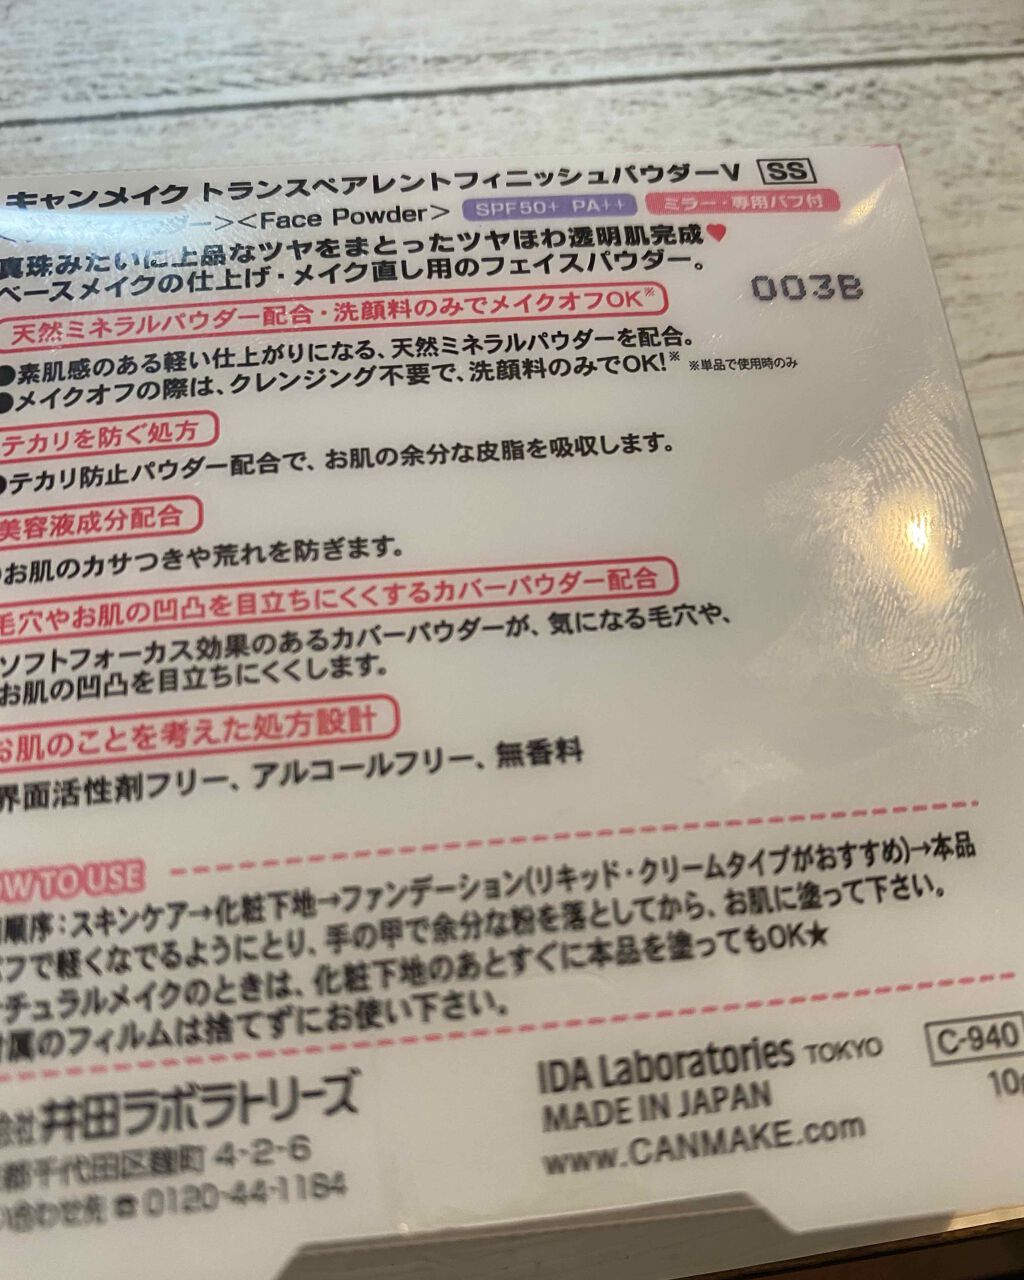 キャンメイク トランスペアレントフィニッシュパウダーV SS
ダー><Face Powder> SPF50+ PA++ ミラー・専用パフ付
真珠みたいに上品なツヤをまとったツヤほわ透明肌完成♥
ベースメイクの仕上げ・メイク直し用のフェイスパウダー。
003B
天然ミネラルパウダー配合・洗顔料のみでメイクオフOK※
●素肌感のある軽い仕上がりになる、天然ミネラルパウダーを配合。
●メイクオフの際は、クレンジング不要で、洗顔料のみでOK!※ ※単品で使用時のみ
テカリを防ぐ処方
●テカリ防止パウダー配合で、お肌の余分な皮脂を吸収します。
美容液成分配合
●お肌のカサつきや荒れを防ぎます。
毛穴やお肌の凹凸を目立ちにくくするカバーパウダー配合
ソフトフォーカス効果のあるカバーパウダーが、気になる毛穴や、
お肌の凹凸を目立ちにくくします。
お肌のことを考えた処方設計
界面活性剤フリー、アルコールフリー、無香料
OW TO USE
順序：スキンケア→化粧下地→ファンデーション(リキッド・クリームタイプがおすすめ)→本品
パフで軽くなでるようにとり、手の甲で余分な粉を落としてから、お肌に塗って下さい。
ナチュラルメイクのときは、化粧下地のあとすぐに本品を塗ってもOK★
付属のフィルムは捨てずにお使い下さい。
会社井田ラボラトリーズ
都千代田区麹町 4-2-6
い合わせ先 ☎0120-44-1184
IDA Laboratories TOKYO
MADE IN JAPAN
www.CANMAKE.com
C-940
10g